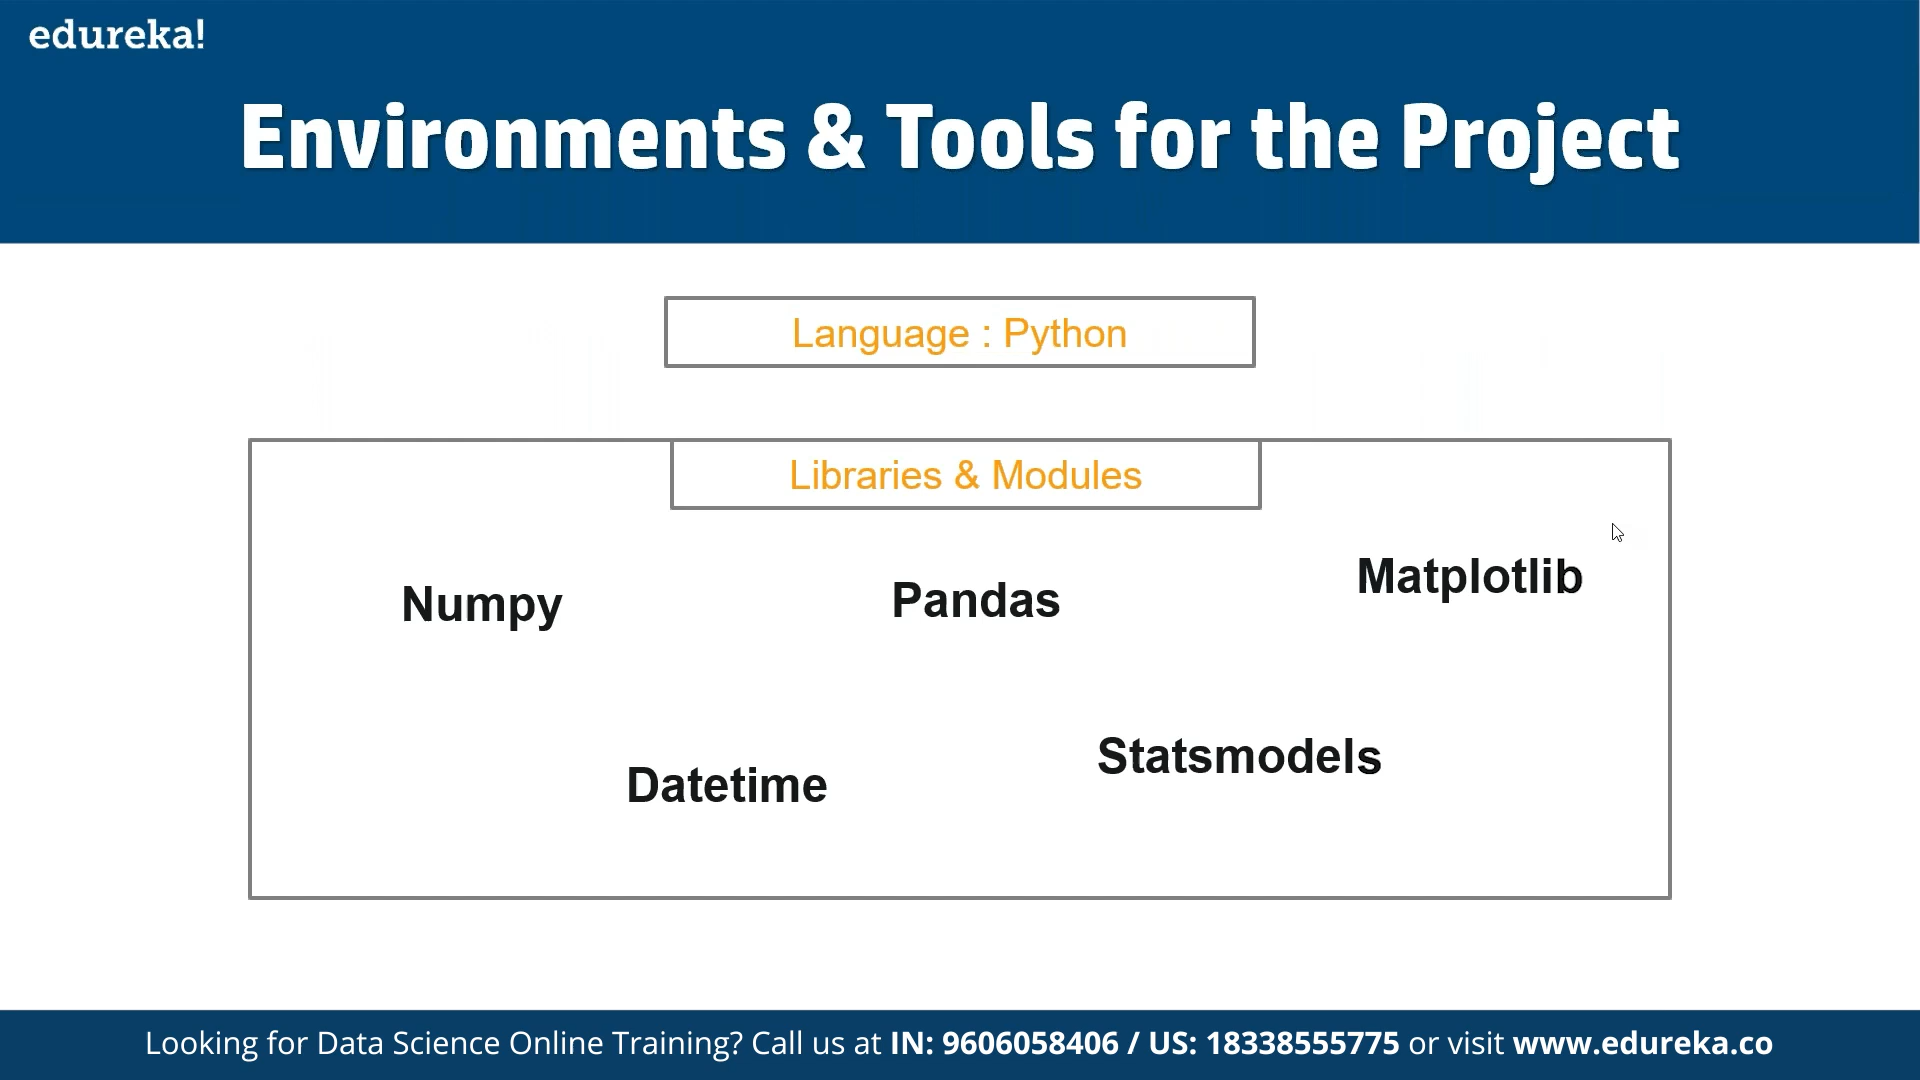 edureka!
Environments & Tools for the Project
Language : Python
Libraries & Modules
Numpy
Pandas
Matplotlib
Datetime
Statsmodels
Looking for Data Science Online Training? Call us at IN: 9606058406 / US: 18338555775 or visit www.edureka.co